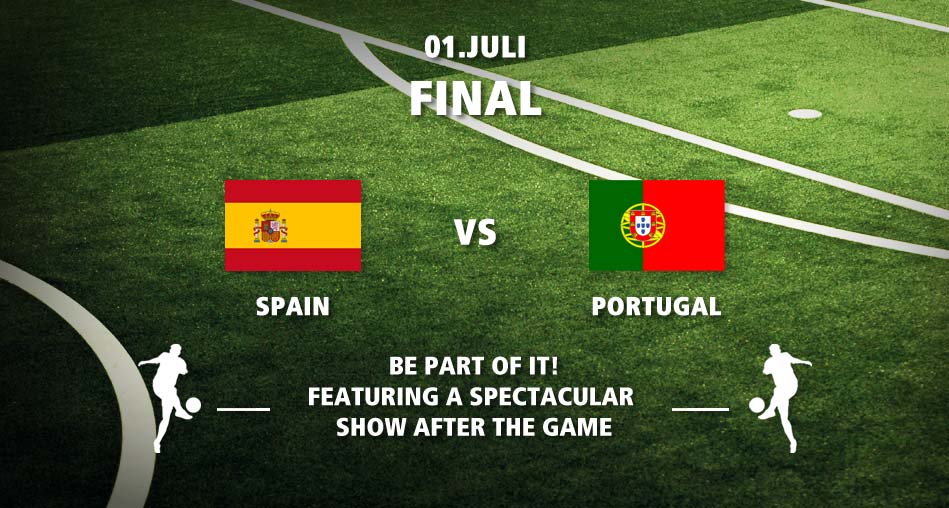 01.JULI
FINAL
VS
SPAIN
PORTUGAL
BE PART OF IT!
FEATURING A SPECTACULAR
SHOW AFTER THE GAME